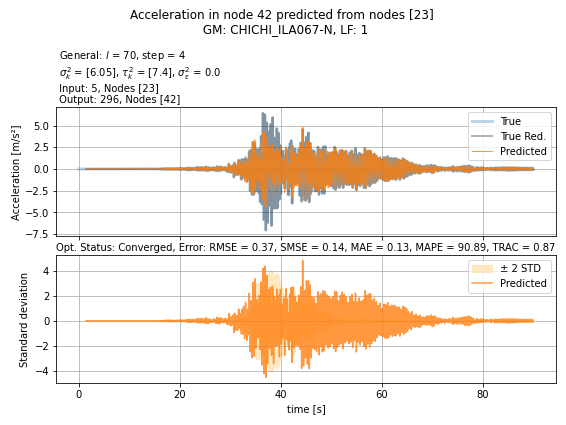 Acceleration in node 42 predicted from nodes [23]
GM: CHICHI_ILA067-N, LF: 1
General: l = 70, step = 4
σ²ₖ = [6.05], τ²ₖ = [7.4], σ²ε = 0.0
Input: 5, Nodes [23]
Output: 296, Nodes [42]
Acceleration [m/s²]
5.0
2.5
0.0
−2.5
−5.0
−7.5
True
True Red.
Predicted
Opt. Status: Converged, Error: RMSE = 0.37, SMSE = 0.14, MAE = 0.13, MAPE = 90.89, TRAC = 0.87
Standard deviation
4
2
0
−2
−4
± 2 STD
Predicted
0 20 40 60 80
time [s]